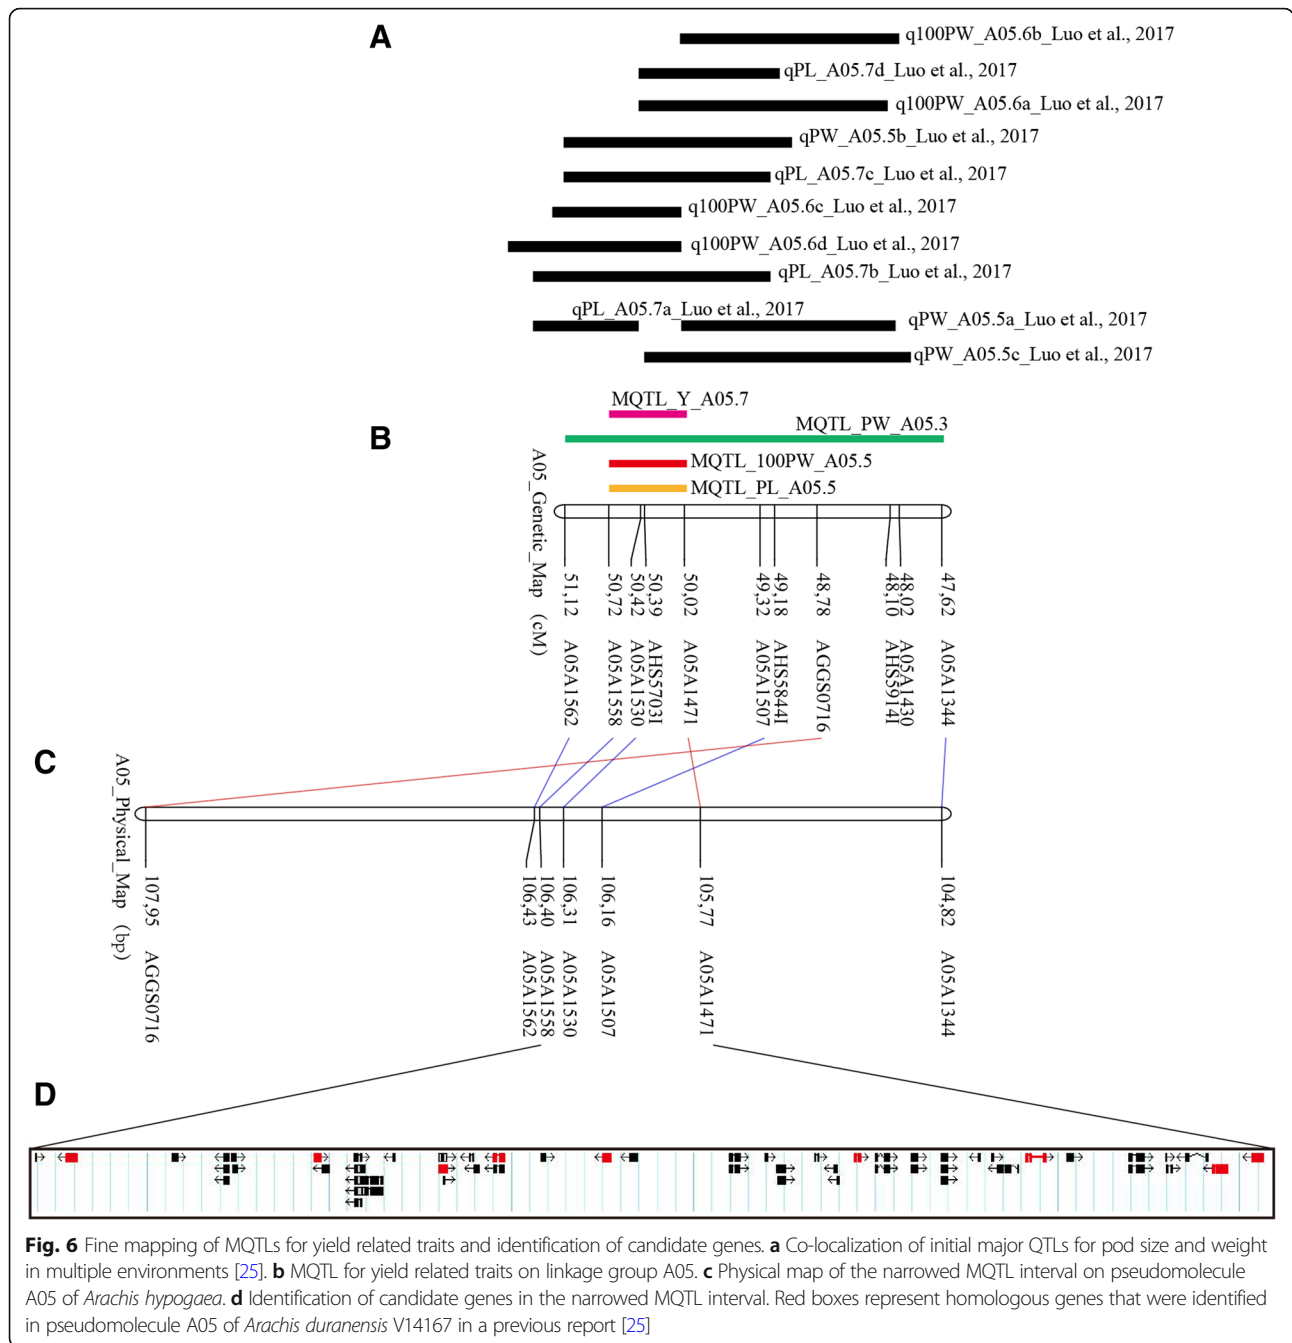 A
q100PW_A05.6b_Luo et al., 2017
qPL_A05.7d_Luo et al., 2017
q100PW_A05.6a_Luo et al., 2017
qPW_A05.5b_Luo et al., 2017
qPL_A05.7c_Luo et al., 2017
q100PW_A05.6c_Luo et al., 2017
q100PW_A05.6d_Luo et al., 2017
qPL_A05.7b_Luo et al., 2017
qPL_A05.7a_Luo et al., 2017
qPW_A05.5a_Luo et al., 2017
qPW_A05.5c_Luo et al., 2017
B
MQTL_Y_A05.7
MQTL_PW_A05.3
MQTL_100PW_A05.5
MQTL_PL_A05.5
A05_Genetic_Map (cM)
51,12 A05A1562
50,72 A05A1558
50,42 A05A1530
50,39 AHS5703I
50,02 A05A1471
49,32 A05A1507
49,18 AHS5844I
48,78 AGGS0716
48,10 AHS5914I
48,02 A05A1430
47,62 A05A1344
C
A05_Physical_Map (bp)
107,95 AGGS0716
106,43 A05A1562
106,40 A05A1558
106,31 A05A1530
106,16 A05A1507
105,77 A05A1471
104,82 A05A1344
D
Fig. 6 Fine mapping of MQTLs for yield related traits and identification of candidate genes. a Co-localization of initial major QTLs for pod size and weight
in multiple environments [25]. b MQTL for yield related traits on linkage group A05. c Physical map of the narrowed MQTL interval on pseudomolecule
A05 of Arachis hypogaea. d Identification of candidate genes in the narrowed MQTL interval. Red boxes represent homologous genes that were identified
in pseudomolecule A05 of Arachis duranensis V14167 in a previous report [25]